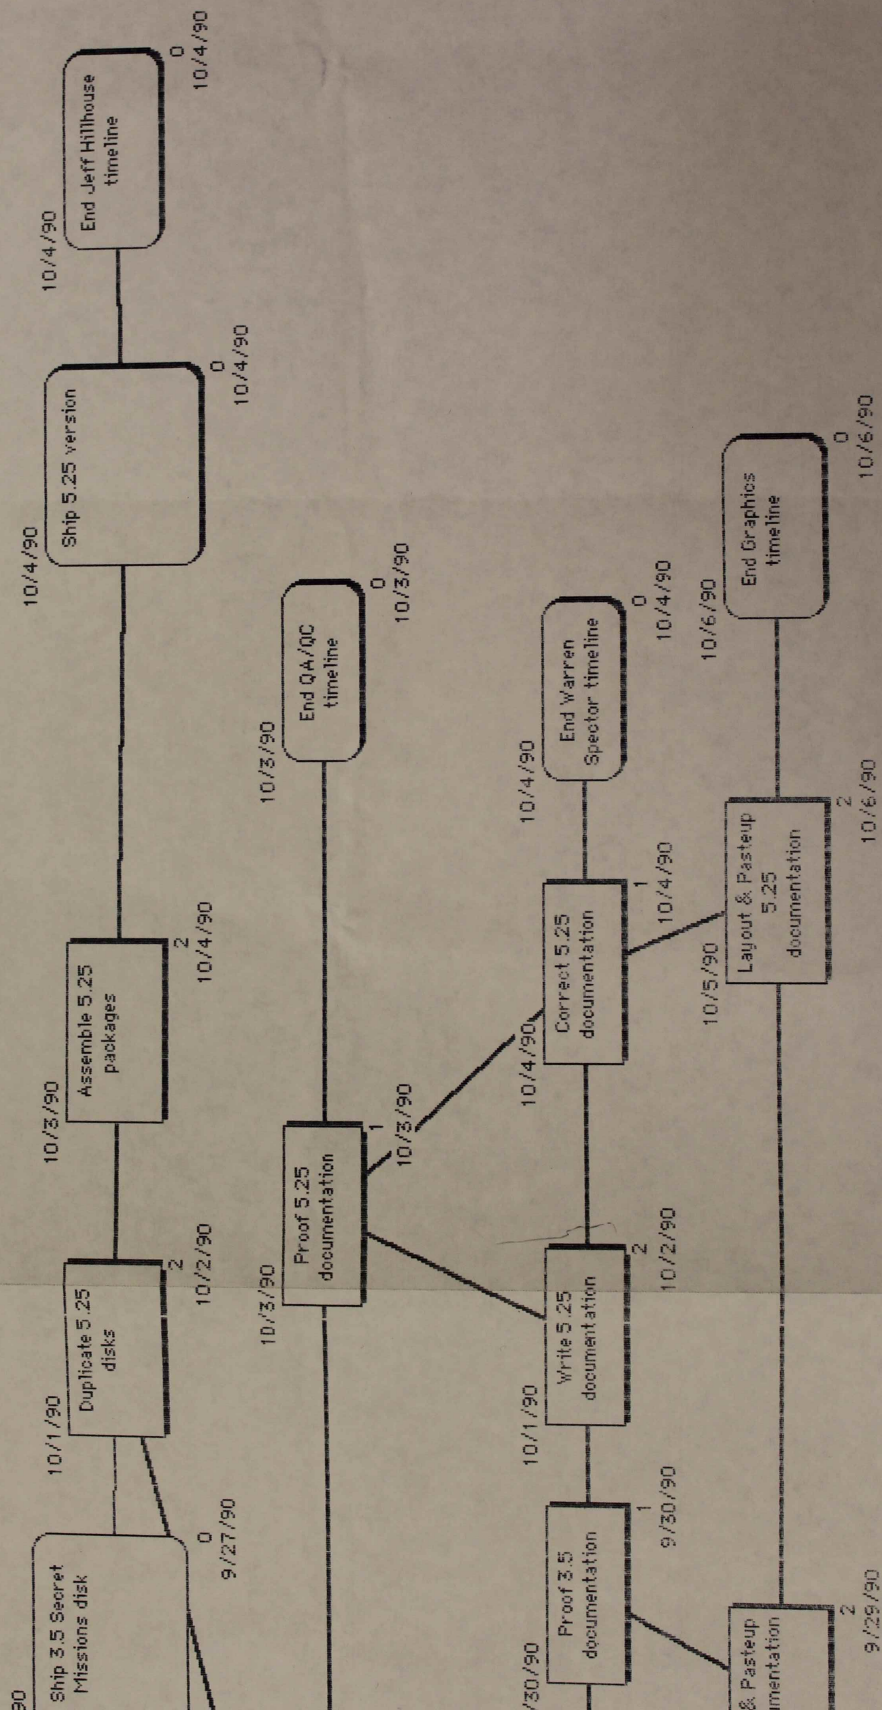 90
Ship 3.5 Secret
Missions disk
0
9/27/90
10/1/90
Duplicate 5.25
disks
2
10/2/90
10/3/90
Assemble 5.25
packages
2
10/4/90
10/4/90
Ship 5.25 version
0
10/4/90
10/4/90
End Jeff Hillhouse
timeline
0
10/4/90
10/3/90
Proof 5.25
documentation
1
10/3/90
10/3/90
End QA/QC
timeline
0
10/3/90
/30/90
Proof 3.5
documentation
1
9/30/90
10/1/90
Write 5.25
documentation
2
10/2/90
10/4/90
Correct 5.25
documentation
1
10/4/90
10/4/90
End Warren
Spector timeline
0
10/4/90
& Pasteup
mentation
2
9/29/90
10/5/90
Layout & Pasteup
5.25
documentation
2
10/6/90
10/6/90
End Graphics
timeline
0
10/6/90